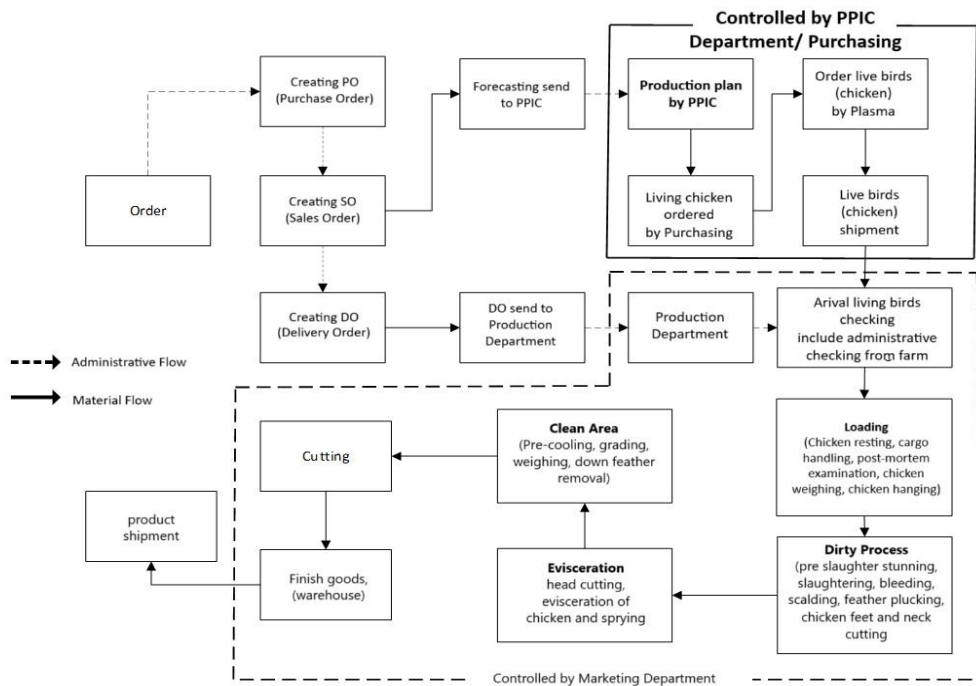 Controlled by PPIC
Department/ Purchasing
Creating PO
(Purchase Order)
Forecasting send
to PPIC
Production plan
by PPIC
Order live birds
(chicken)
by Plasma
Order
Creating SO
(Sales Order)
Living chicken
ordered
by Purchasing
Live birds
(chicken)
shipment
Creating DO
(Delivery Order)
DO send to
Production
Department
Production
Department
Arival living birds
checking
include administrative
checking from farm
Administrative Flow
Material Flow
Loading
(Chicken resting, cargo
handling, post-mortem
examination, chicken
weighing, chicken hanging)
Clean Area
(Pre-cooling, grading,
weighing, down feather
removal)
Cutting
product
shipment
Finish goods,
(warehouse)
Evisceration
head cutting,
evisceration of
chicken and sprying
Dirty Process
(pre slaughter stunning,
slaughtering, bleeding,
scalding, feather plucking,
chicken feet and neck
cutting)
Controlled by Marketing Department